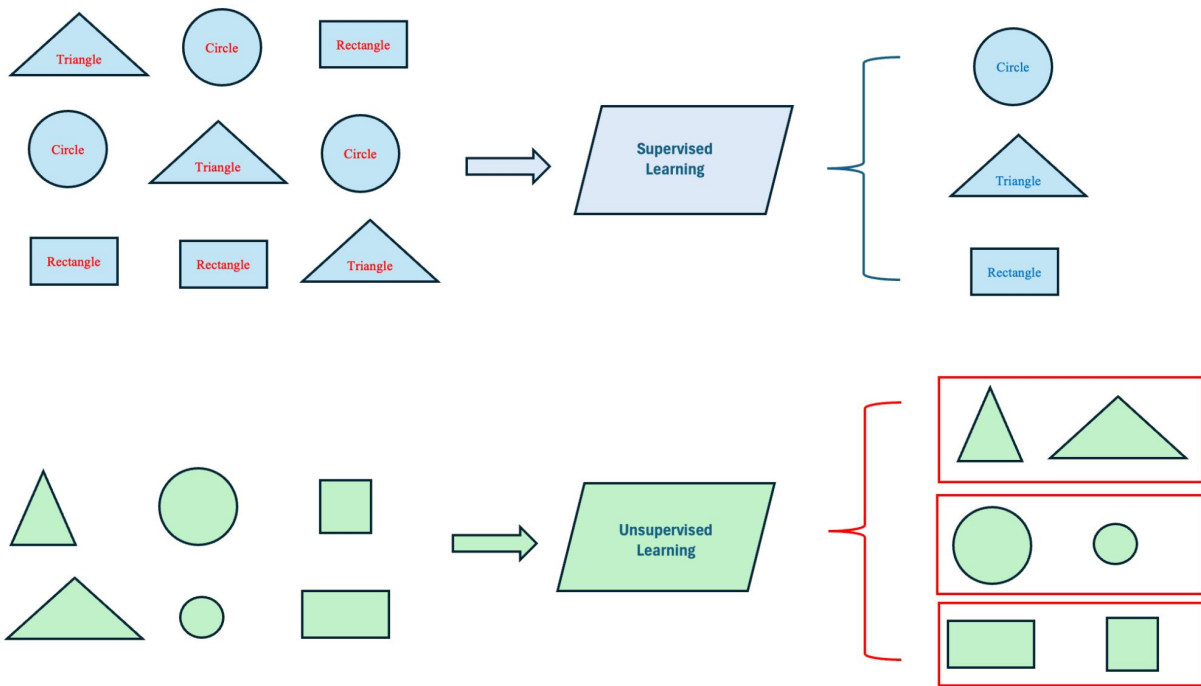 Triangle
Circle
Rectangle
Circle
Triangle
Circle
Rectangle
Rectangle
Triangle
Supervised
Learning
Circle
Triangle
Rectangle
Unsupervised
Learning